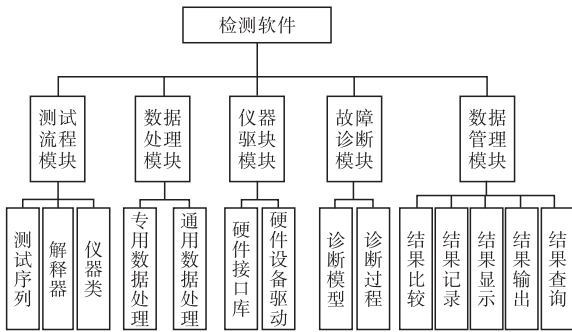 检测软件
测试
流程
模块
数据
处理
模块
仪器
驱块
模块
故障
诊断
模块
数据
管理
模块
测试序列
解释器
仪器类
专用数据处理
通用数据处理
硬件接口库
硬件设备驱动
诊断模型
诊断过程
结果比较
结果记录
结果显示
结果输出
结果查询